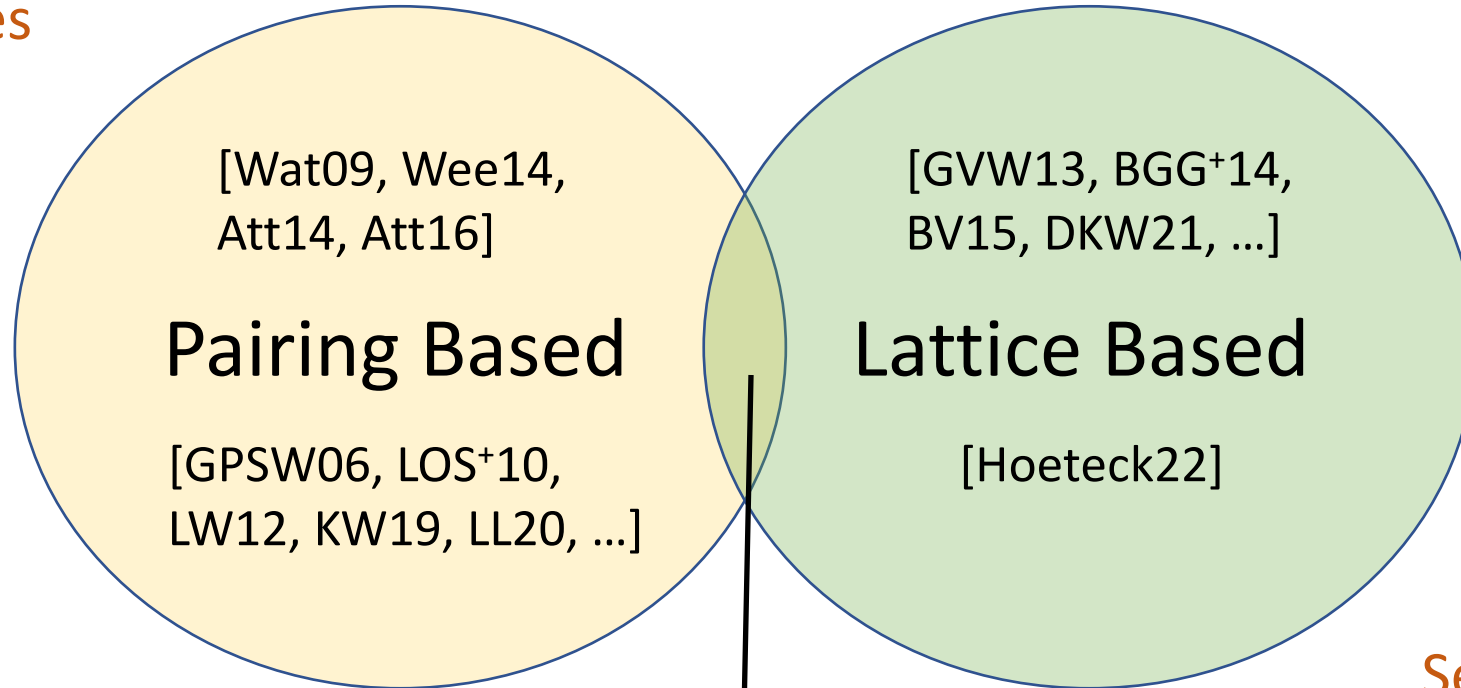 [Wat09, Wee14,
Att14, Att16]
[GVW13, BGG⁺14,
BV15, DKW21, …]
Pairing Based
Lattice Based
[GPSW06, LOS⁺10,
LW12, KW19, LL20, …]
[Hoeteck22]